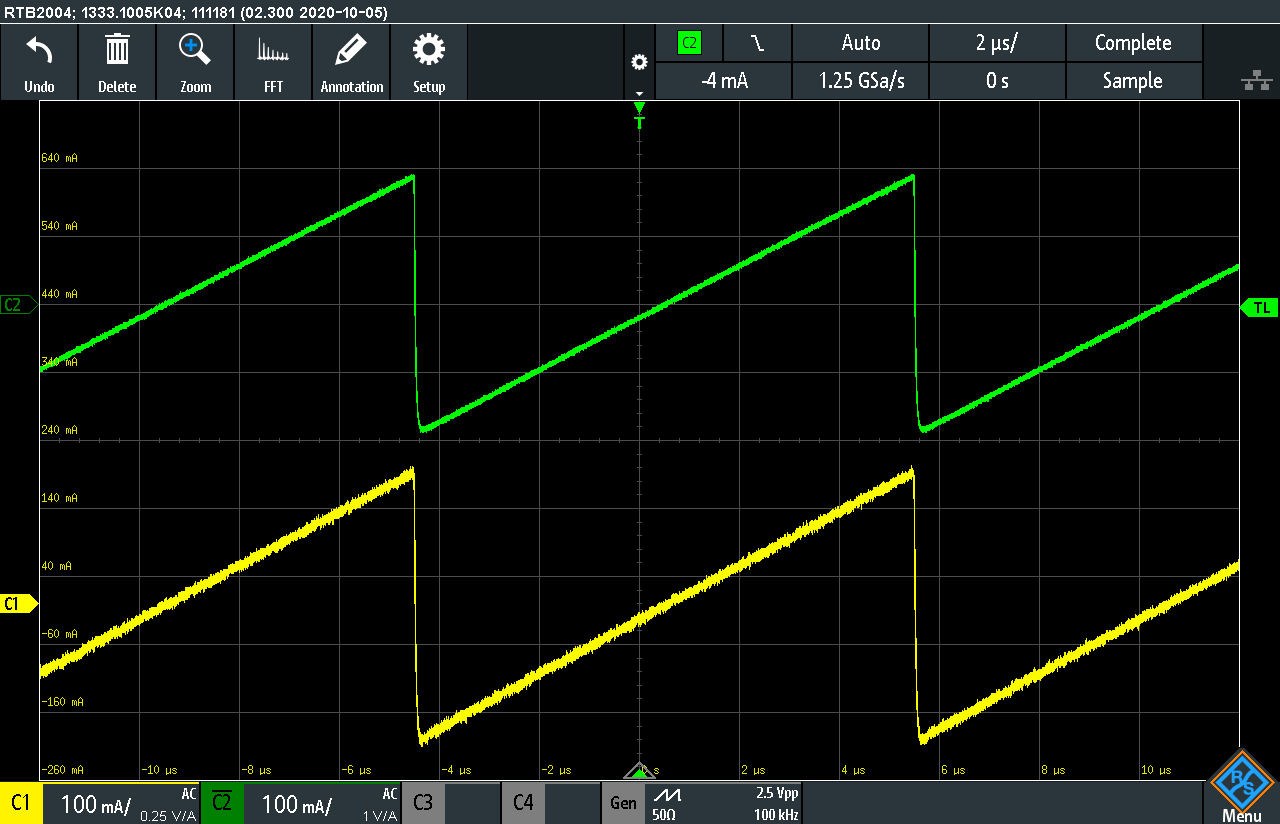 RTB2004; 1333.1005K04; 111181 (02.300 2020-10-05)
Undo Delete Zoom FFT Annotation Setup
C2 Auto 2 µs/ Complete
-4 mA 1.25 GSa/s 0 s Sample
T
640 mA
540 mA
C2 440 mA TL
340 mA
240 mA
140 mA
40 mA
C1
-60 mA
-160 mA
-260 mA -10 µs -8 µs -6 µs -4 µs -2 µs 0 s 2 µs 4 µs 6 µs 8 µs 10 µs
C1 100 mA/ AC 0.25 V/A C2 100 mA/ AC 1 V/A C3 C4 Gen 50Ω 2.5 Vpp 100 kHz
R&S
Menu